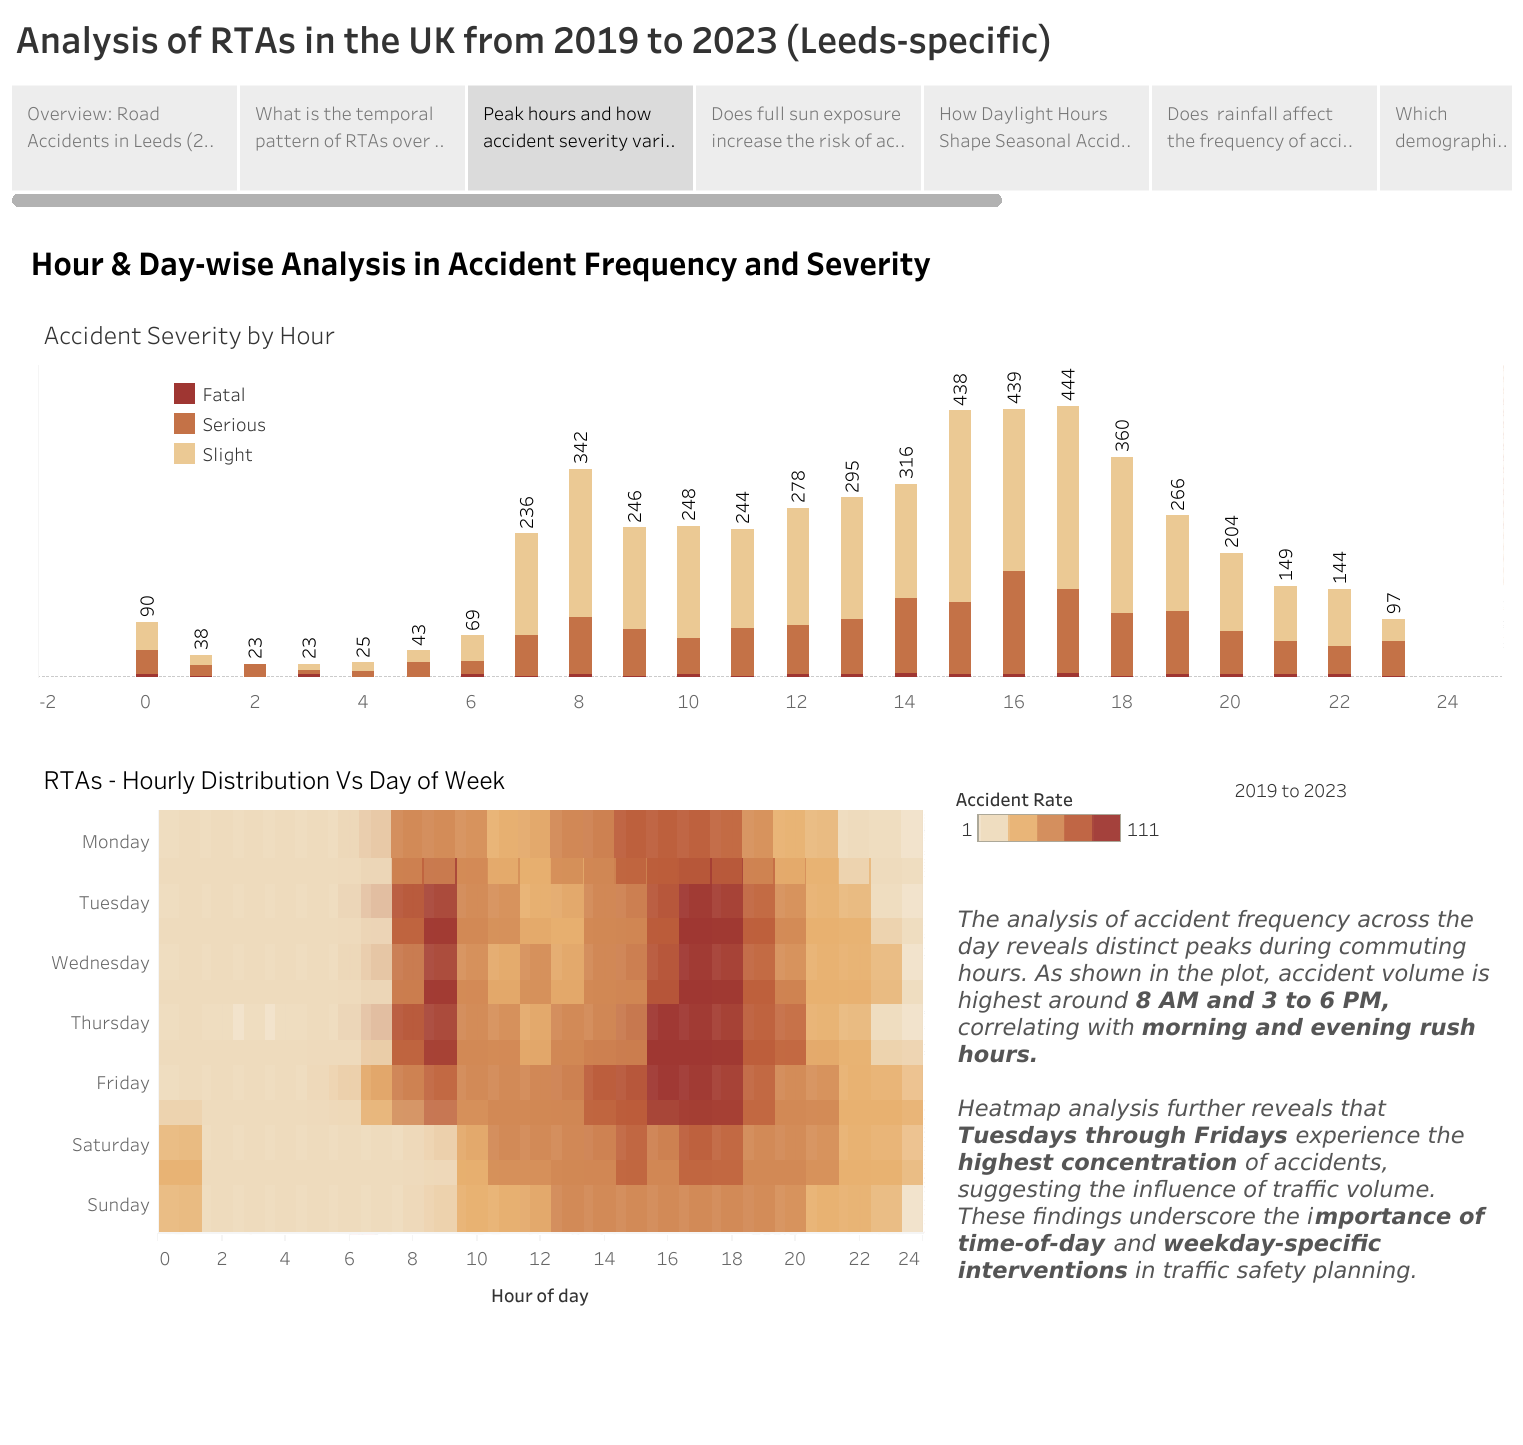 Analysis of RTAs in the UK from 2019 to 2023 (Leeds-specific)
Overview: Road
Accidents in Leeds (2..
What is the temporal
pattern of RTAs over ..
Peak hours and how
accident severity vari..
Does full sun exposure
increase the risk of ac..
How Daylight Hours
Shape Seasonal Accid..
Does rainfall affect
the frequency of acci..
Which
demographi..
Hour & Day-wise Analysis in Accident Frequency and Severity
Accident Severity by Hour
Fatal
Serious
Slight
90
38
23
23
25
43
69
236
342
246
248
244
278
295
316
438
439
444
360
266
204
149
144
97
-2 0 2 4 6 8 10 12 14 16 18 20 22 24
RTAs - Hourly Distribution Vs Day of Week
Monday
Tuesday
Wednesday
Thursday
Friday
Saturday
Sunday
0 2 4 6 8 10 12 14 16 18 20 22 24
Hour of day
2019 to 2023
Accident Rate
1 111
The analysis of accident frequency across the
day reveals distinct peaks during commuting
hours. As shown in the plot, accident volume is
highest around 8 AM and 3 to 6 PM,
correlating with morning and evening rush
hours.
Heatmap analysis further reveals that
Tuesdays through Fridays experience the
highest concentration of accidents,
suggesting the influence of traffic volume.
These findings underscore the importance of
time-of-day and weekday-specific
interventions in traffic safety planning.